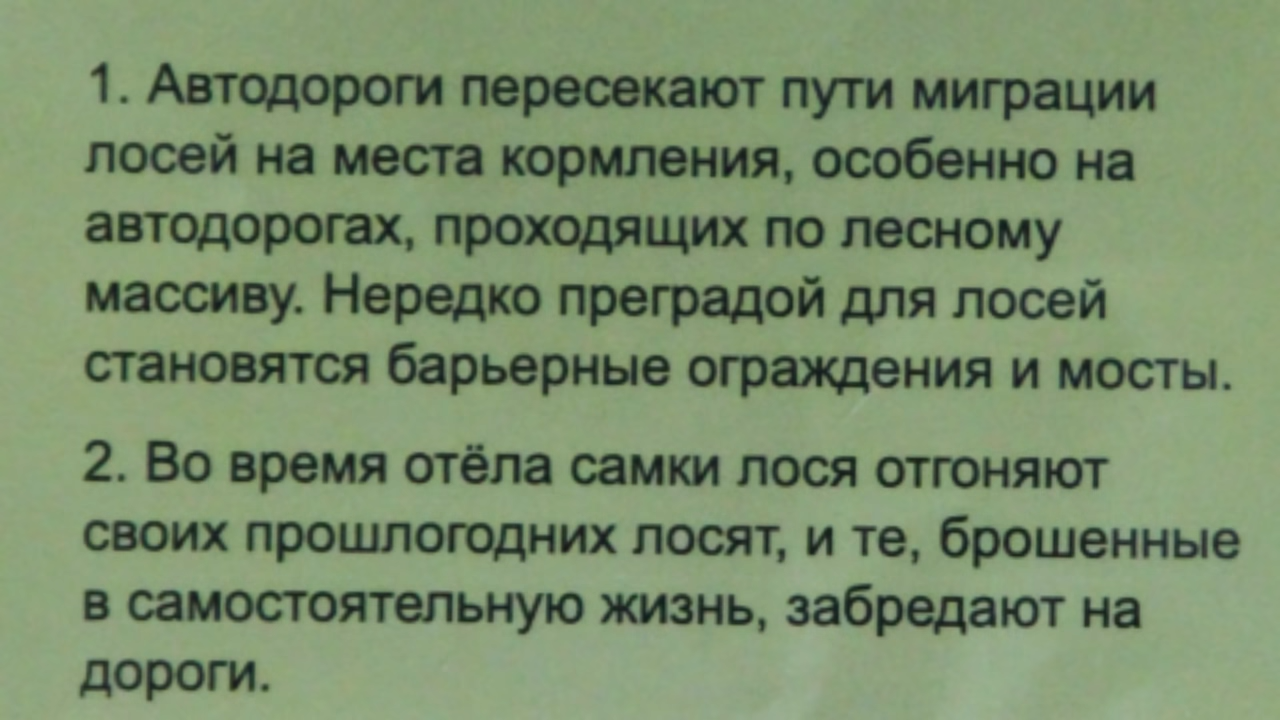 1. Автодороги пересекают пути миграции
лосей на места кормления, особенно на
автодорогах, проходящих по лесному
массиву. Нередко преградой для лосей
становятся барьерные ограждения и мосты.
2. Во время отёла самки лося отгоняют
своих прошлогодних лосят, и те, брошенные
в самостоятельную жизнь, забредают на
дороги.